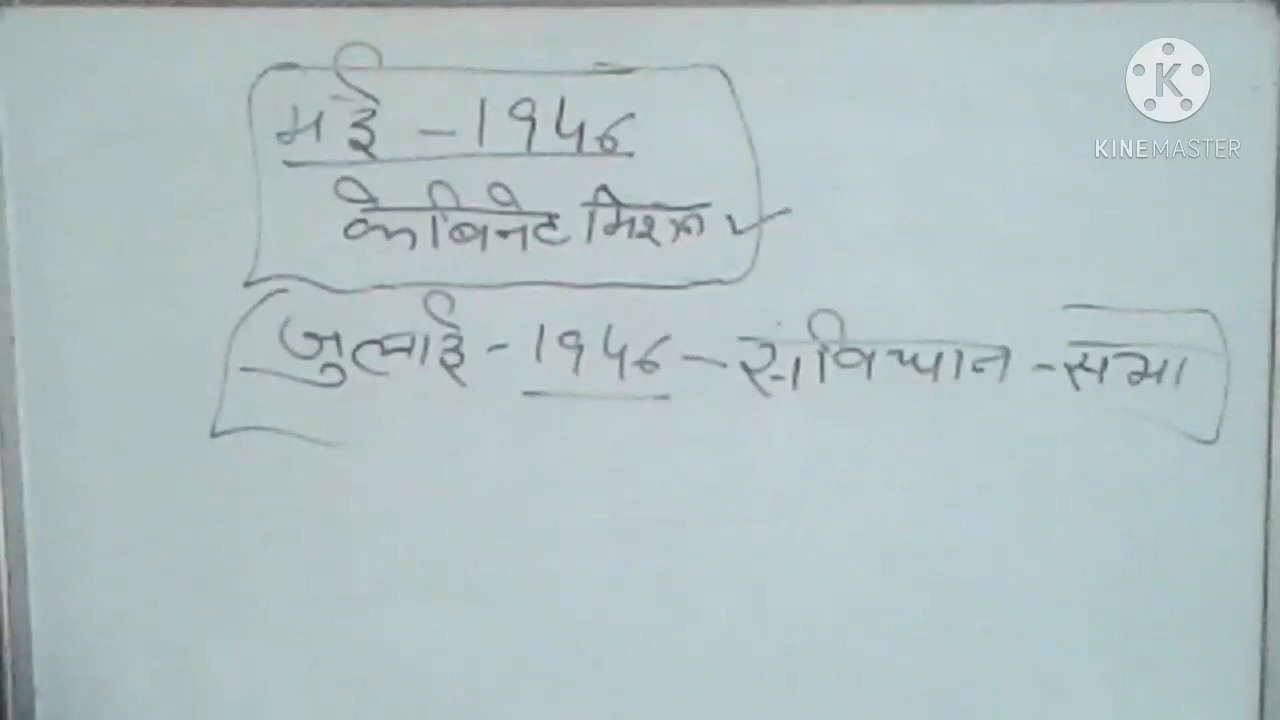 मई - 1946
केबिनेट मिशन
जुलाई - 1946 - संविधान - सभा
K
KINEMASTER